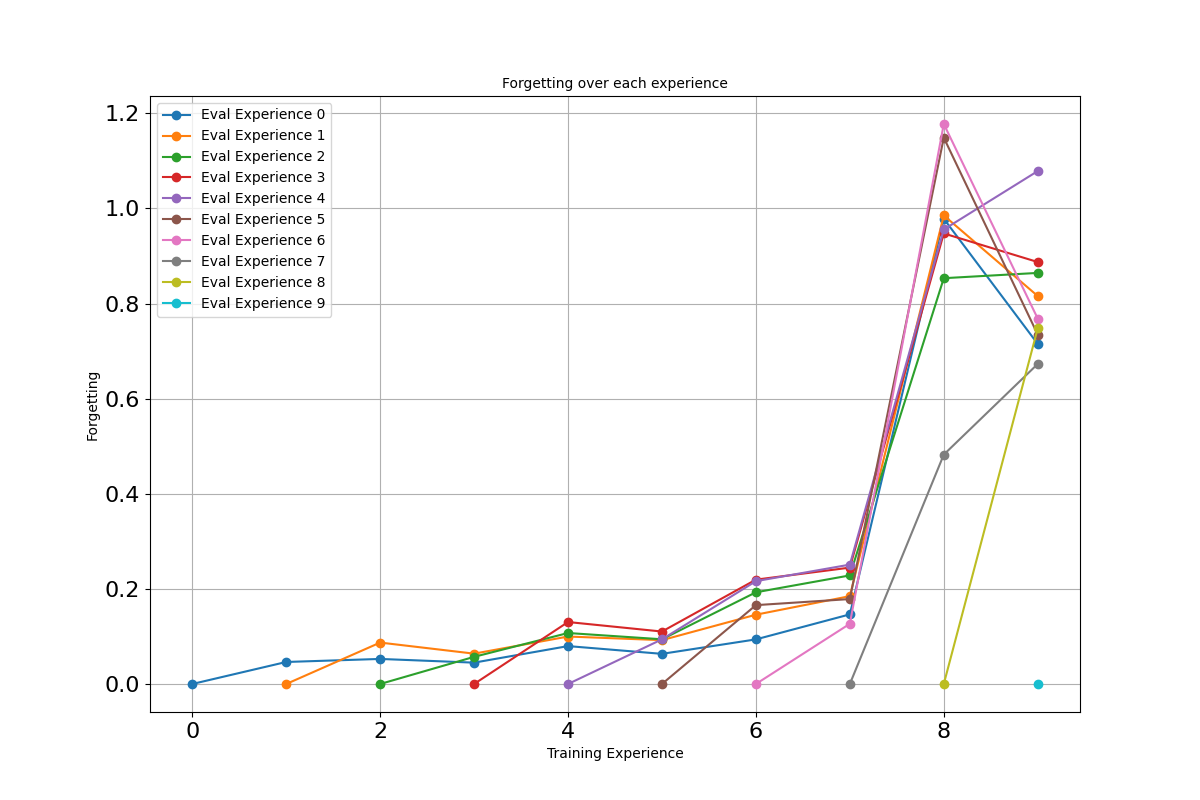 Forgetting over each experience
1.2
1.0
0.8
0.6
0.4
0.2
0.0
Forgetting
Eval Experience 0
Eval Experience 1
Eval Experience 2
Eval Experience 3
Eval Experience 4
Eval Experience 5
Eval Experience 6
Eval Experience 7
Eval Experience 8
Eval Experience 9
0 2 4 6 8
Training Experience